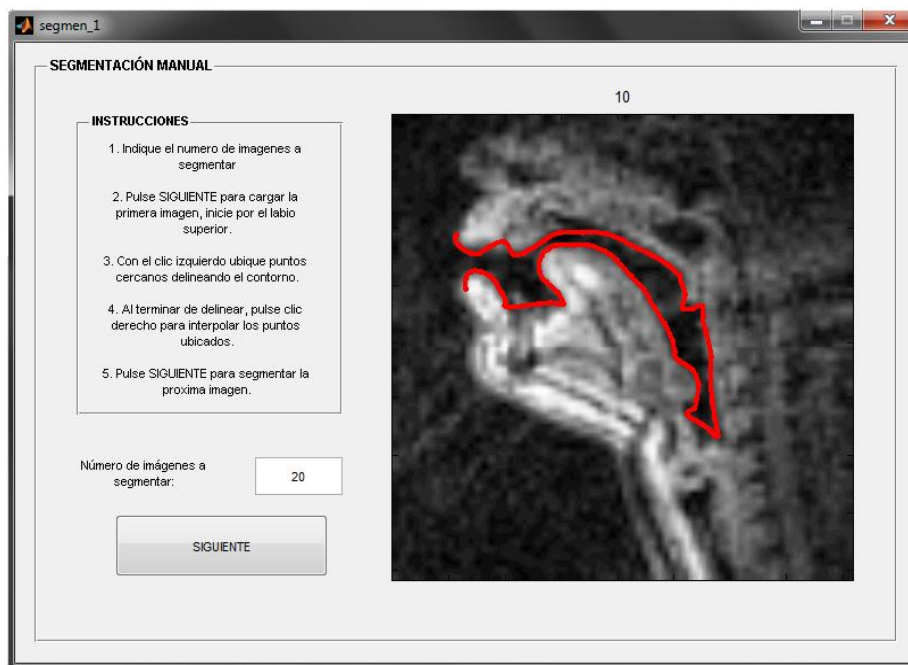 segmen_1
SEGMENTACIÓN MANUAL
INSTRUCCIONES
1. Indique el numero de imagenes a
segmentar
2. Pulse SIGUIENTE para cargar la
primera imagen, inicie por el labio
superior.
3. Con el clic izquierdo ubique puntos
cercanos delineando el contorno.
4. Al terminar de delinear, pulse clic
derecho para interpolar los puntos
ubicados.
5. Pulse SIGUIENTE para segmentar la
proxima imagen.
Número de imágenes a
segmentar:
20
SIGUIENTE
10